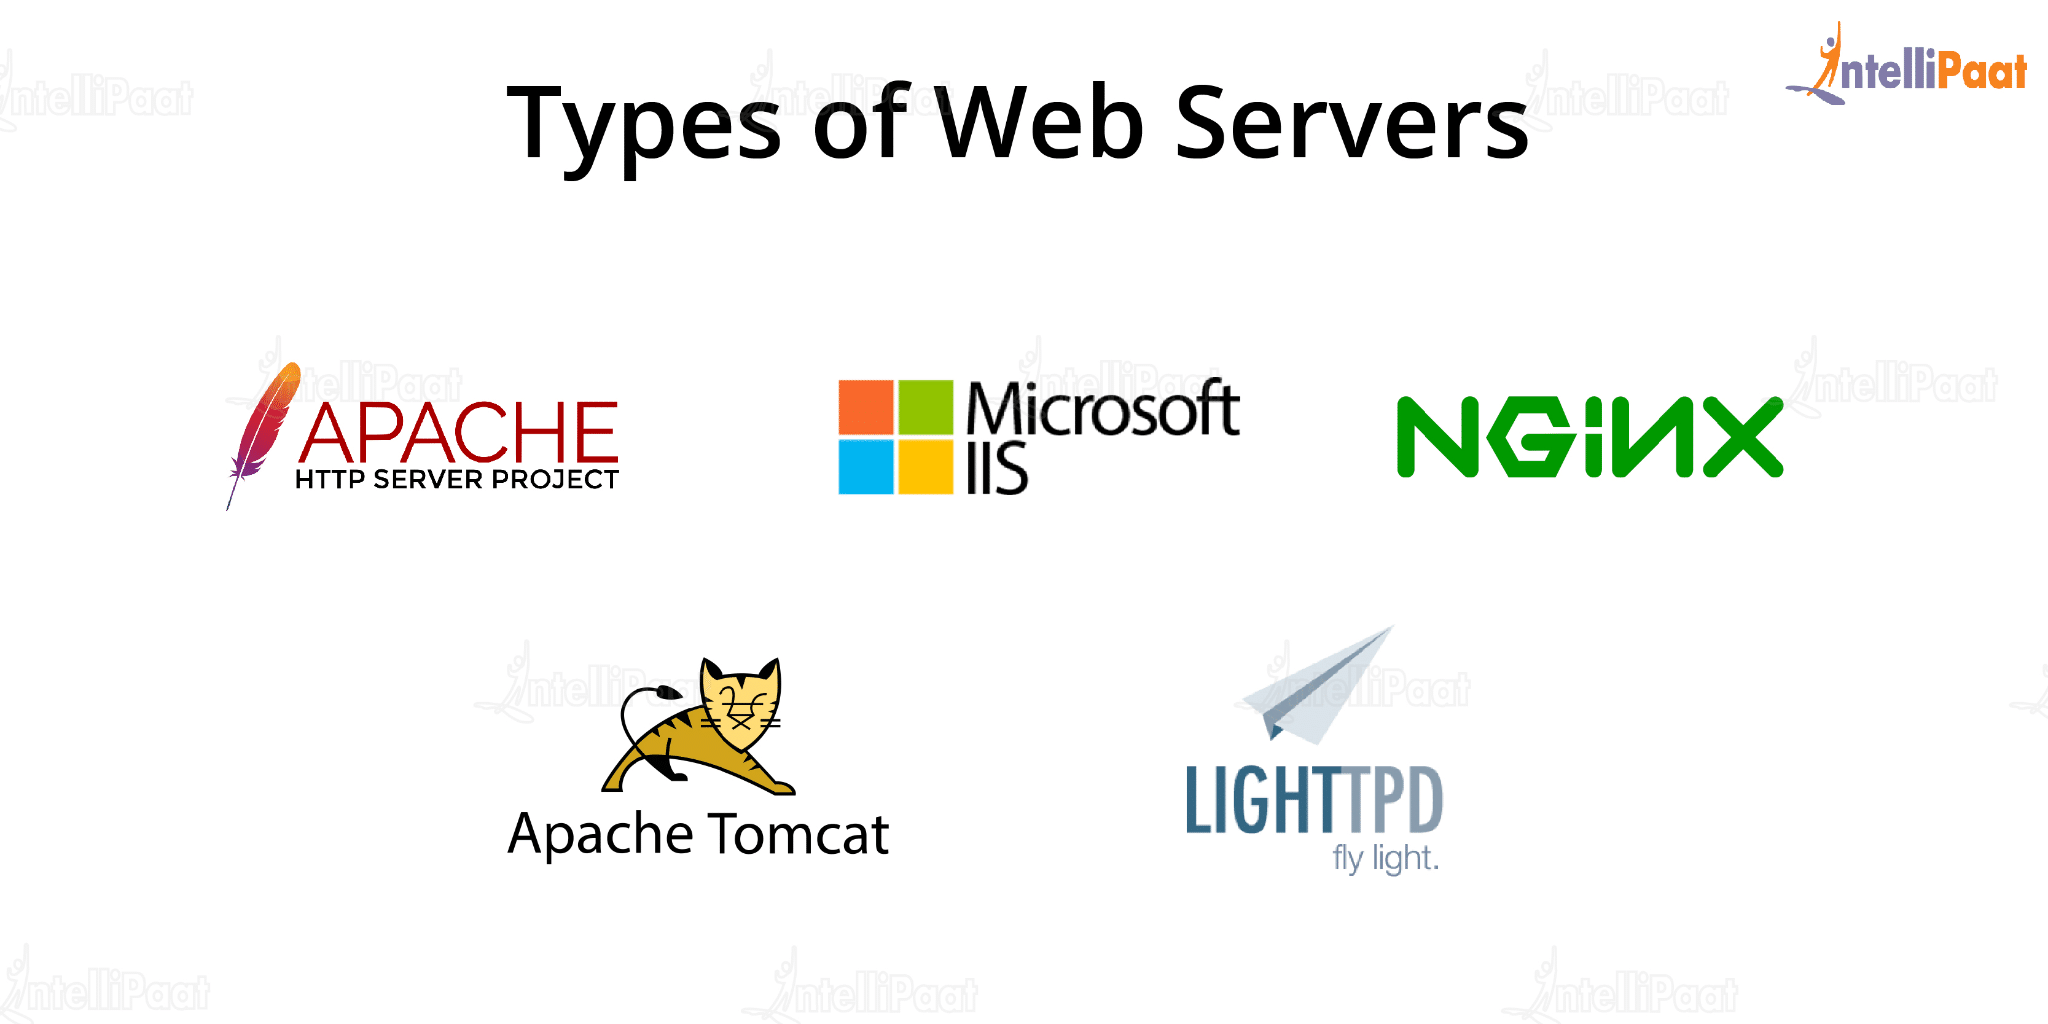 IntelliPaat
Types of Web Servers
APACHE
HTTP SERVER PROJECT
Microsoft
IIS
NGiNX
Apache Tomcat
LIGHTTPD
fly light.